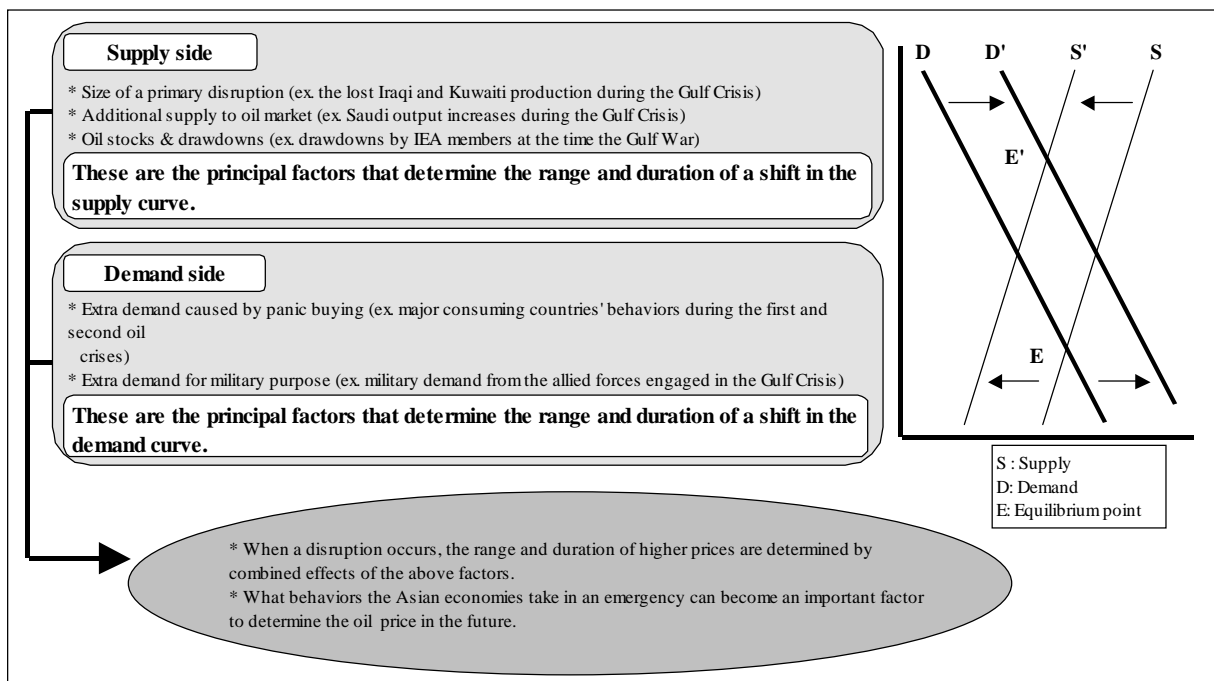 Supply side
* Size of a primary disruption (ex. the lost Iraqi and Kuwaiti production during the Gulf Crisis)
* Additional supply to oil market (ex. Saudi output increases during the Gulf Crisis)
* Oil stocks & drawdowns (ex. drawdowns by IEA members at the time the Gulf War)
These are the principal factors that determine the range and duration of a shift in the
supply curve.
Demand side
* Extra demand caused by panic buying (ex. major consuming countries' behaviors during the first and
second oil
crises)
* Extra demand for military purpose (ex. military demand from the allied forces engaged in the Gulf Crisis)
These are the principal factors that determine the range and duration of a shift in the
demand curve.
* When a disruption occurs, the range and duration of higher prices are determined by
combined effects of the above factors.
* What behaviors the Asian economies take in an emergency can become an important factor
to determine the oil price in the future.
D D' S' S
E'
E
S : Supply
D: Demand
E: Equilibrium point